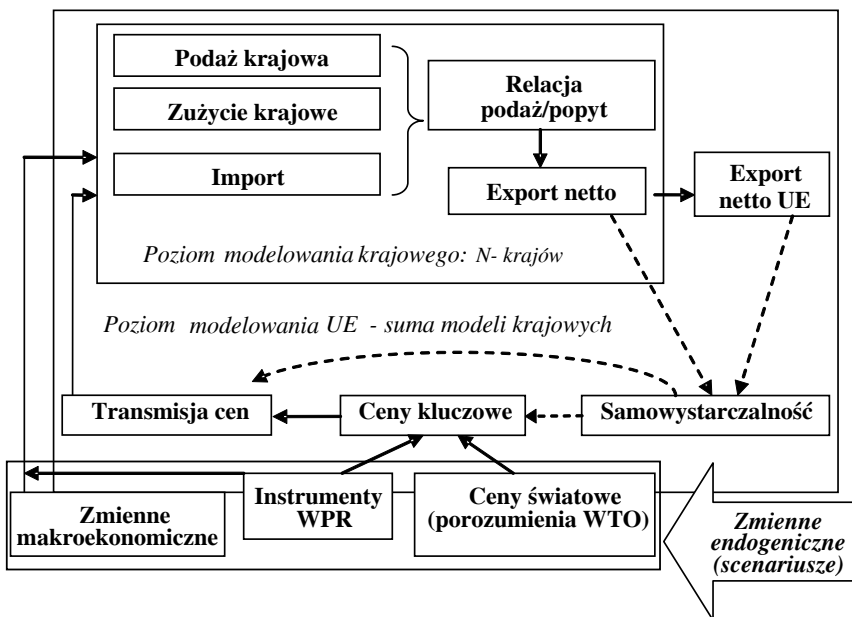 Podaż krajowa
Zużycie krajowe
Import
Relacja
podaż/popyt
Export netto
Export
netto UE
Poziom modelowania krajowego: N- krajów
Poziom modelowania UE - suma modeli krajowych
Transmisja cen
Ceny kluczowe
Samowystarczalność
Zmienne
makroekonomiczne
Instrumenty
WPR
Ceny światowe
(porozumienia WTO)
Zmienne
endogeniczne
(scenariusze)